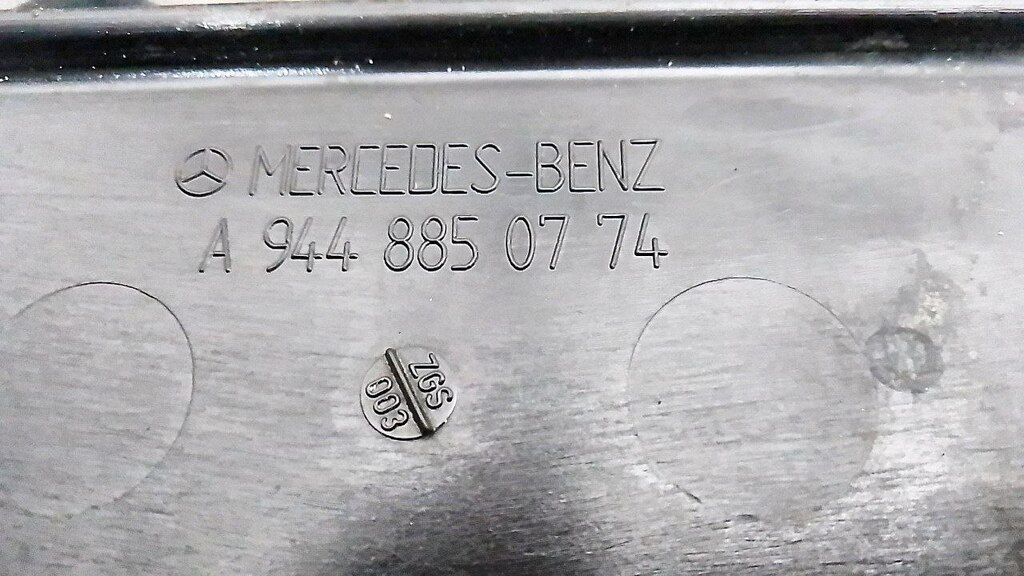 MERCEDES-BENZ
A 944 885 07 74
ZGS
003